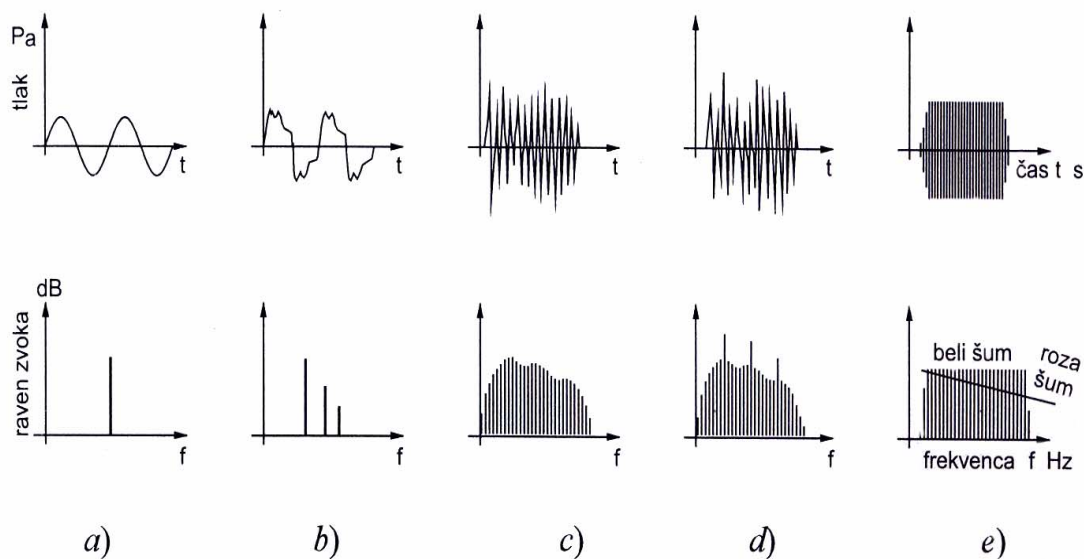 Pa
tlak
t
t
t
t
čas t s
dB
raven zvoka
f
f
f
f
beli šum
roza
šum
frekvenca f Hz
a)
b)
c)
d)
e)